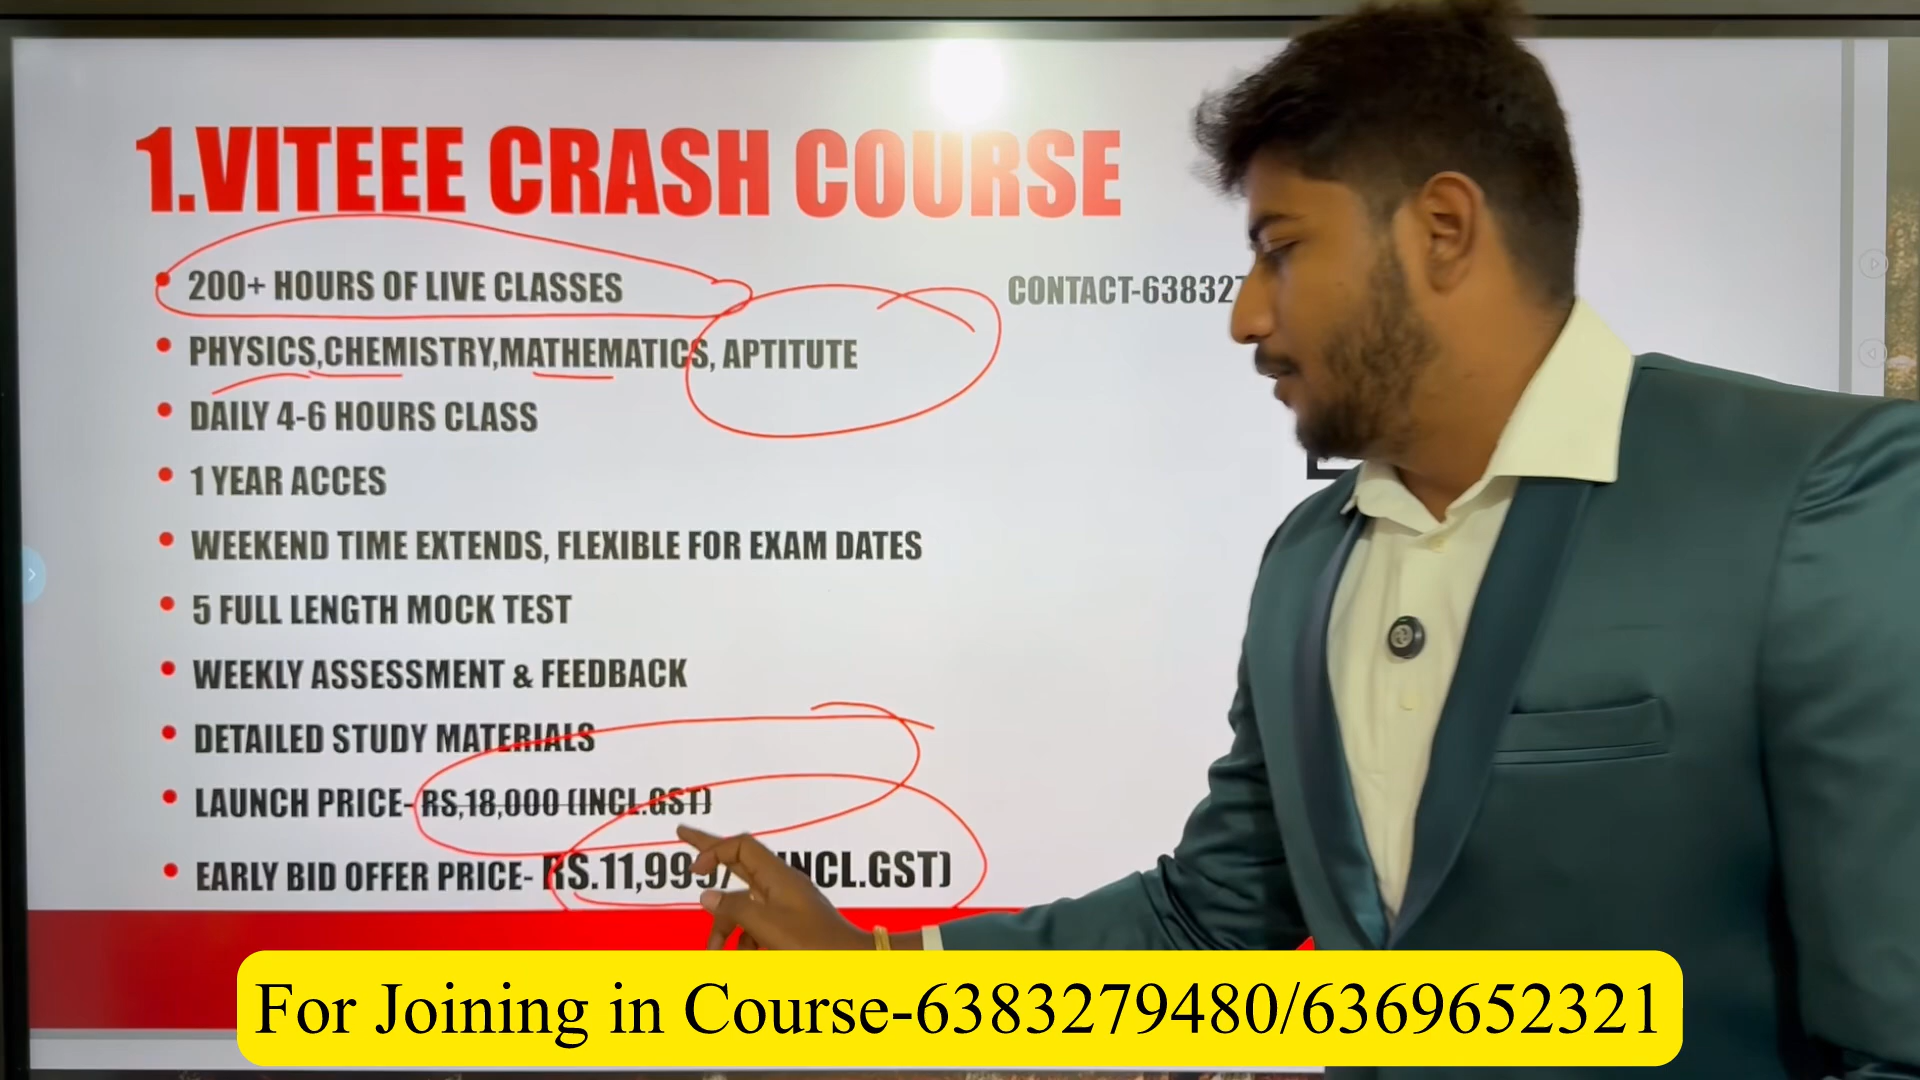 1.VITEEE CRASH COURSE
200+ HOURS OF LIVE CLASSES
CONTACT-63832
PHYSICS,CHEMISTRY,MATHEMATICS, APTITUTE
DAILY 4-6 HOURS CLASS
1 YEAR ACCES
WEEKEND TIME EXTENDS, FLEXIBLE FOR EXAM DATES
5 FULL LENGTH MOCK TEST
WEEKLY ASSESSMENT & FEEDBACK
DETAILED STUDY MATERIALS
LAUNCH PRICE- RS,18,000 (INCL.GST)
EARLY BID OFFER PRICE- RS.11,999/ INCL.GST)
For Joining in Course-6383279480/6369652321